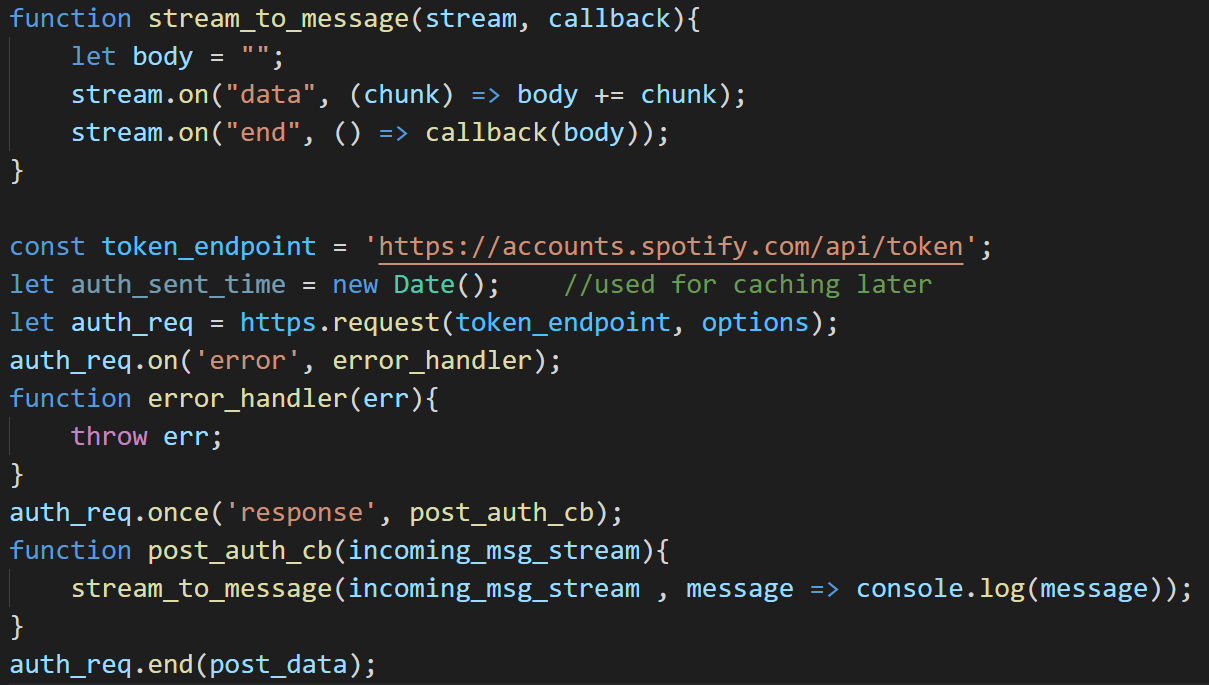 function stream_to_message(stream, callback){
    let body = "";
    stream.on("data", (chunk) => body += chunk);
    stream.on("end", () => callback(body));
}

const token_endpoint = 'https://accounts.spotify.com/api/token';
let auth_sent_time = new Date();    //used for caching later
let auth_req = https.request(token_endpoint, options);
auth_req.on('error', error_handler);
function error_handler(err){
    throw err;
}
auth_req.once('response', post_auth_cb);
function post_auth_cb(incoming_msg_stream){
    stream_to_message(incoming_msg_stream , message => console.log(message));
}
auth_req.end(post_data);